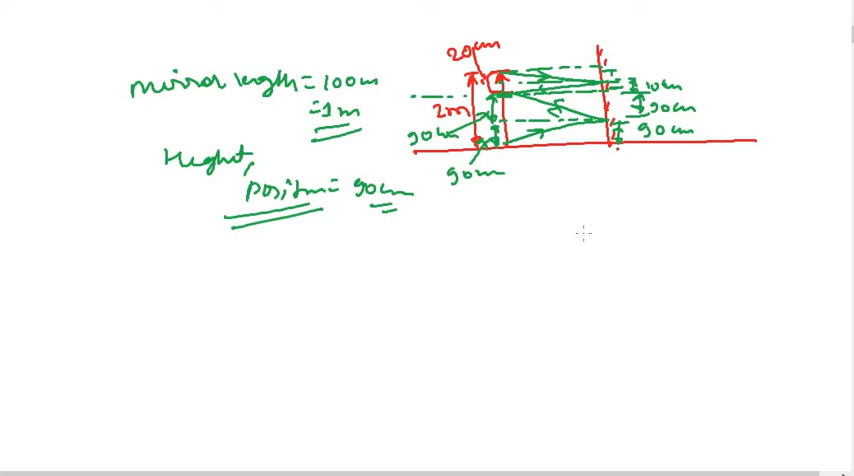 mirror length = 100cm
= 1m
Height,
position = 90cm
20cm
2m
90cm
90cm
10cm
90cm
90cm